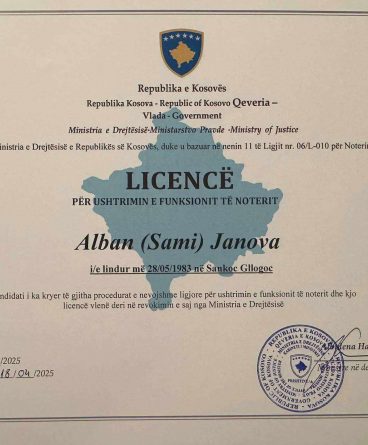 Republika e Kosovës
Republika Kosova - Republic of Kosovo Qeveria –
Vlada - Government
Ministria e Drejtësisë-Ministarstvo Pravde -Ministry of Justice
inistria e Drejtësisë e Republikës së Kosovës, duke u bazuar në nenin 11 të Ligjit nr. 06/L-010 për Noterin
LICENCË
PËR USHTRIMIN E FUNKSIONIT TË NOTERIT
Alban (Sami) Janova
i/e lindur më 28/05/1983 në Sankoc Gllogoc
andidati i ka kryer të gjitha procedurat e nevojshme ligjore për ushtrimin e funksionit të noterit dhe kjo
licencë vlenë deri në revokimin e saj nga Ministria e Drejtësisë
/2025
18/04/2025